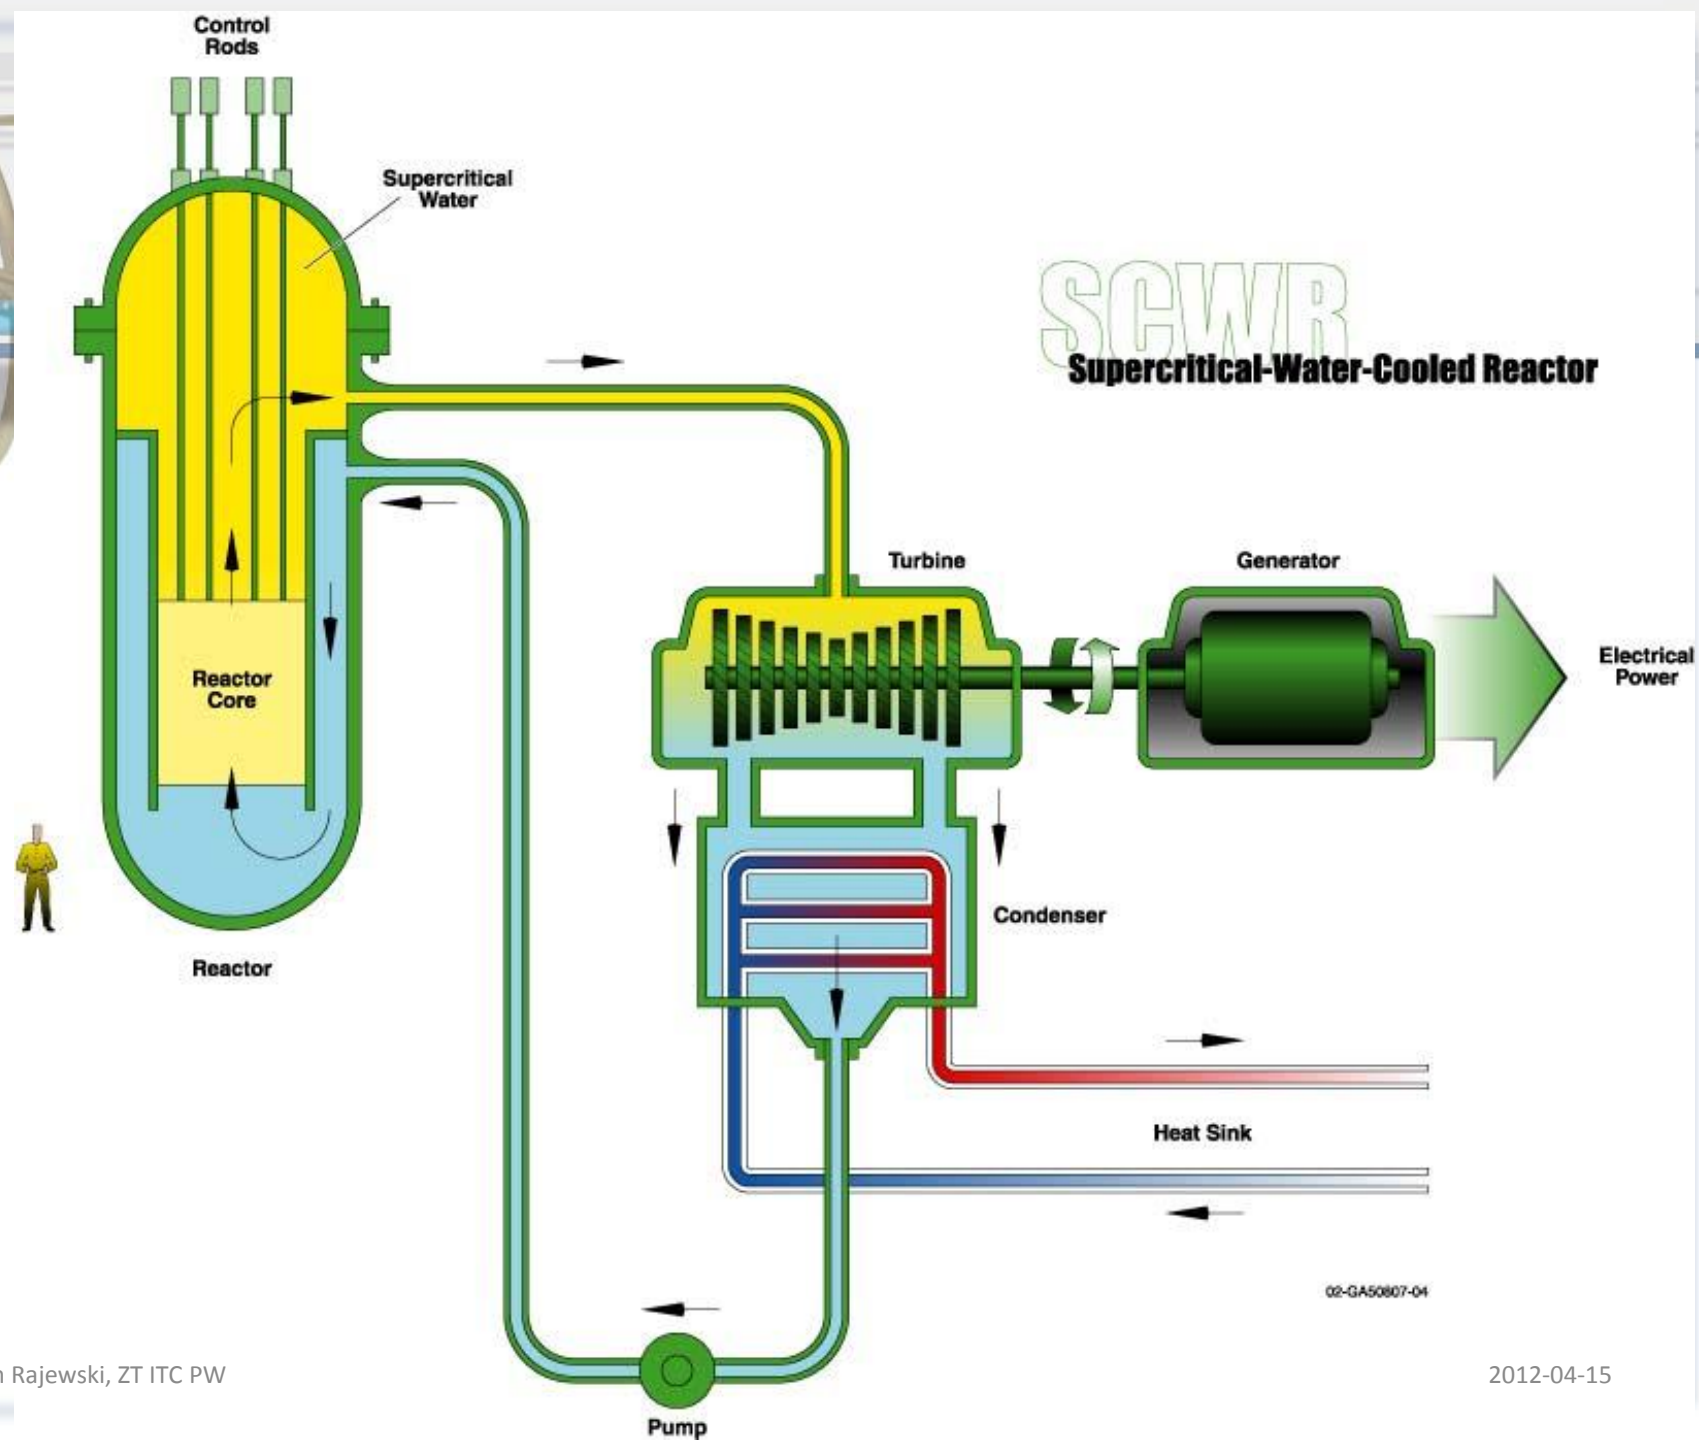 Control
Rods
Supercritical
Water
SCWR
Supercritical-Water-Cooled Reactor
Turbine
Generator
Electrical
Power
Reactor
Core
Condenser
Reactor
Heat Sink
02-GA50807-04
Rajewski, ZT ITC PW
2012-04-15
Pump